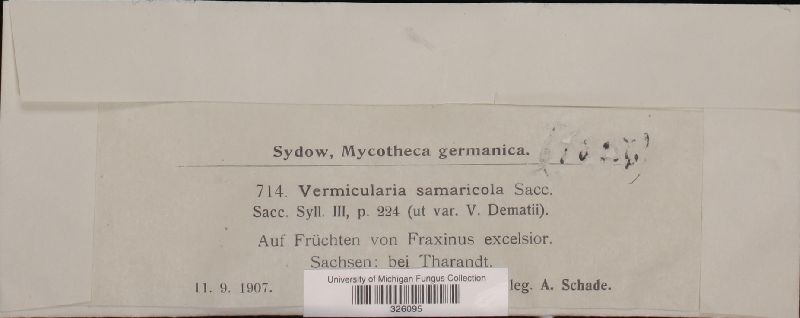 Sydow, Mycotheca germanica.
714. Vermicularia samaricola Sacc.
Sacc. Syll. III, p. 224 (ut var. V. Dematii).
Auf Früchten von Fraxinus excelsior.
Sachsen: bei Tharandt.
11. 9. 1907. leg. A. Schade.
University of Michigan Fungus Collection
326095